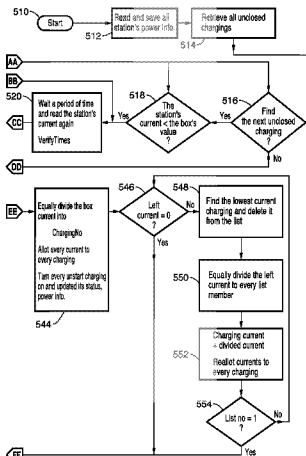 510
Start
Read and save all
station's power info.
512
Retrieve all unclosed
chargings
514
AA
BB
520
Wait a period of time
and read the station's
current again
VerifyTimes
CC
Yes
518
The
station's
current < the box's
value
?
Yes
516
Find
the next unclosed
charging
?
No
DD
EE
Equally divide the box
current into
ChargingNo
Allot every current to
every charging
Turn every unstart charging
on and updated its status,
power info.
544
546
Left
current = 0
?
No
Yes
548
Find the lowest current
charging and delete it
from the list
550
Equally divide the left
current to every list
member
552
Charging current
+ divided current
Reallot currents to
every charging
554
List no = 1
?
No
Yes
FF